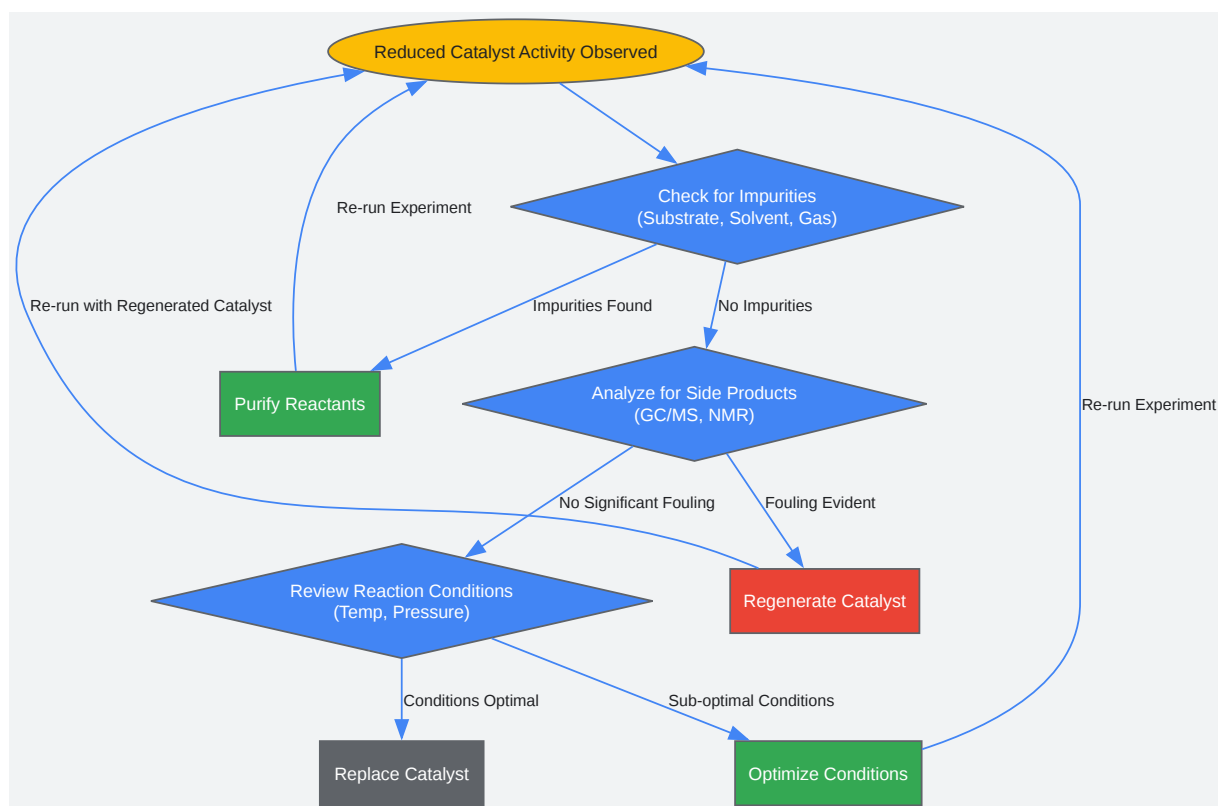 Reduced Catalyst Activity Observed
Check for Impurities
(Substrate, Solvent, Gas)
Re-run Experiment
Re-run with Regenerated Catalyst
Impurities Found
No Impurities
Purify Reactants
Analyze for Side Products
(GC/MS, NMR)
Re-run Experiment
No Significant Fouling
Fouling Evident
Review Reaction Conditions
(Temp, Pressure)
Regenerate Catalyst
Conditions Optimal
Sub-optimal Conditions
Replace Catalyst
Optimize Conditions